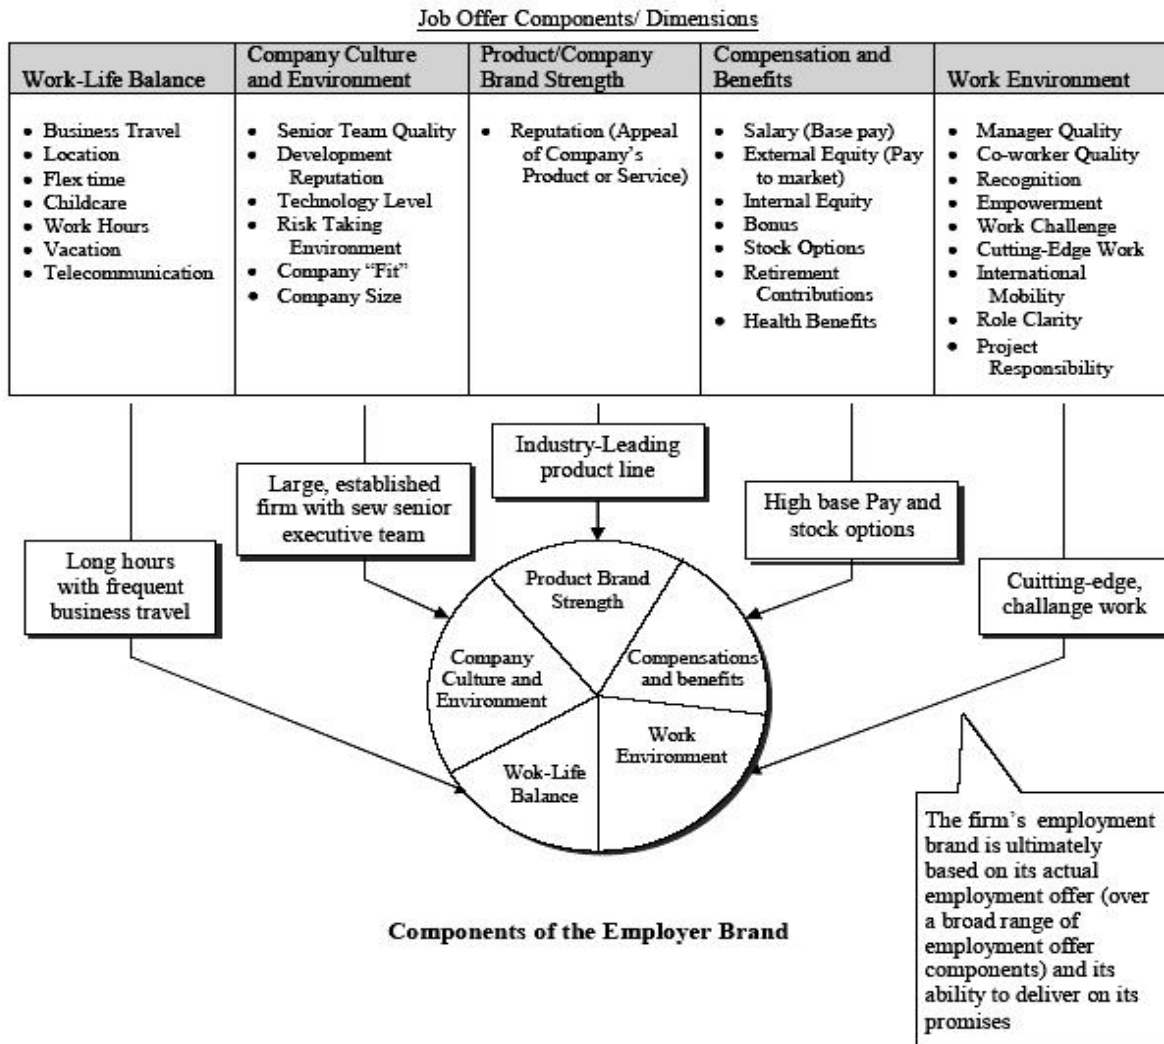 Job Offer Components/ Dimensions
Work-Life Balance
Company Culture
and Environment
Product/Company
Brand Strength
Compensation and
Benefits
Work Environment
• Business Travel
• Location
• Flex time
• Childcare
• Work Hours
• Vacation
• Telecommunication
• Senior Team Quality
• Development
Reputation
• Technology Level
• Risk Taking
Environment
• Company “Fit”
• Company Size
• Reputation (Appeal
of Company’s
Product or Service)
• Salary (Base pay)
• External Equity (Pay
to market)
• Internal Equity
• Bonus
• Stock Options
• Retirement
Contributions
• Health Benefits
• Manager Quality
• Co-worker Quality
• Recognition
• Empowerment
• Work Challenge
• Cutting-Edge Work
• International
Mobility
• Role Clarity
• Project
Responsibility
Long hours
with frequent
business travel
Large, established
firm with sew senior
executive team
Industry-Leading
product line
High base Pay and
stock options
Cuitting-edge,
challange work
Product Brand
Strength
Company
Culture and
Environment
Compensations
and benefits
Work
Environment
Wok-Life
Balance
The firm’s employment
brand is ultimately
based on its actual
employment offer (over
a broad range of
employment offer
components) and its
ability to deliver on its
promises
Components of the Employer Brand